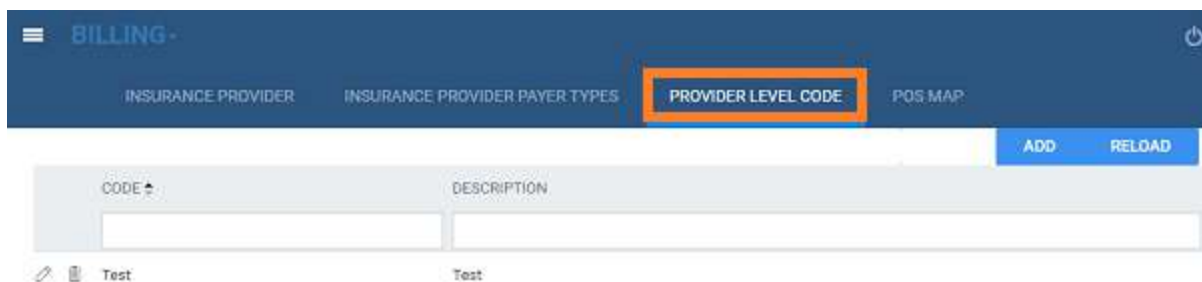 BILLING-
INSURANCE PROVIDER INSURANCE PROVIDER PAYER TYPES PROVIDER LEVEL CODE POS MAP
ADD RELOAD
CODE DESCRIPTION
Test Test